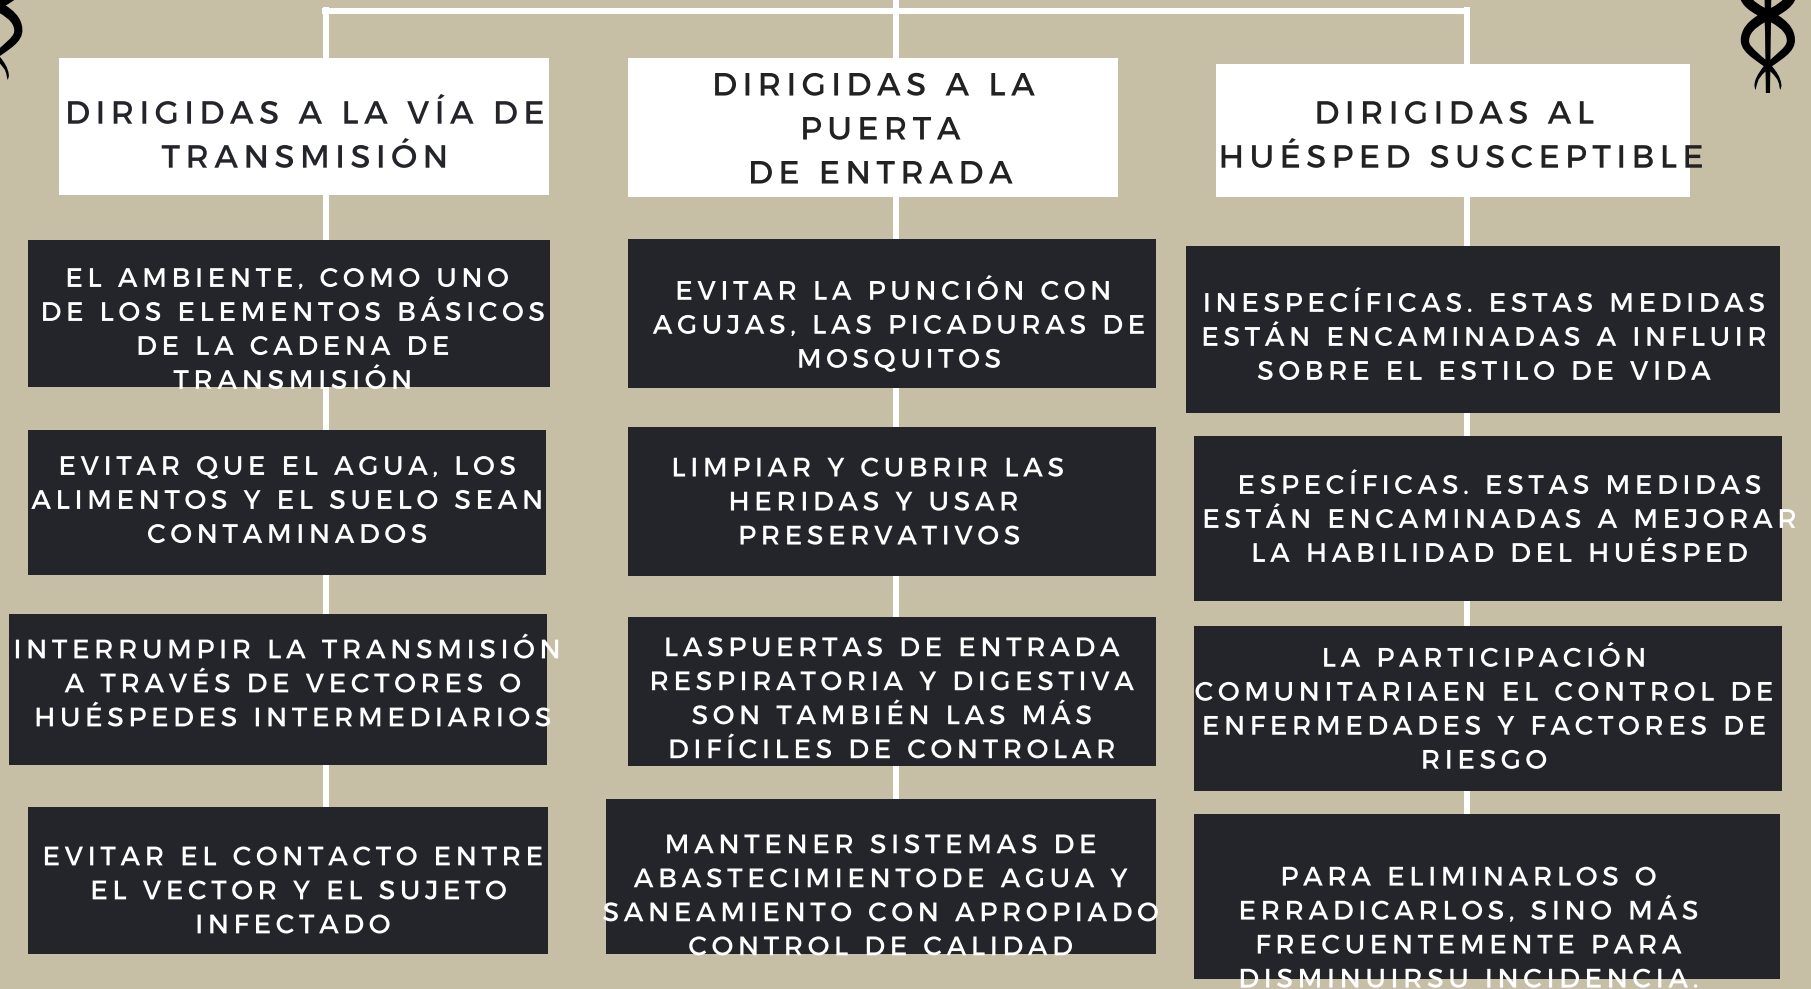 DIRIGIDAS A LA VÍA DE
TRANSMISIÓN
EL AMBIENTE, COMO UNO
DE LOS ELEMENTOS BÁSICOS
DE LA CADENA DE
TRANSMISIÓN
EVITAR QUE EL AGUA, LOS
ALIMENTOS Y EL SUELO SEAN
CONTAMINADOS
INTERRUMPIR LA TRANSMISIÓN
A TRAVÉS DE VECTORES O
HUÉSPEDES INTERMEDIARIOS
EVITAR EL CONTACTO ENTRE
EL VECTOR Y EL SUJETO
INFECTADO
DIRIGIDAS A LA
PUERTA
DE ENTRADA
EVITAR LA PUNCIÓN CON
AGUJAS, LAS PICADURAS DE
MOSQUITOS
LIMPIAR Y CUBRIR LAS
HERIDAS Y USAR
PRESERVATIVOS
LASPUERTAS DE ENTRADA
RESPIRATORIA Y DIGESTIVA
SON TAMBIÉN LAS MÁS
DIFÍCILES DE CONTROLAR
MANTENER SISTEMAS DE
ABASTECIMIENTODE AGUA Y
SANEAMIENTO CON APROPIADO
CONTROL DE CALIDAD
DIRIGIDAS AL
HUÉSPED SUSCEPTIBLE
INESPECÍFICAS. ESTAS MEDIDAS
ESTÁN ENCAMINADAS A INFLUIR
SOBRE EL ESTILO DE VIDA
ESPECÍFICAS. ESTAS MEDIDAS
ESTÁN ENCAMINADAS A MEJORAR
LA HABILIDAD DEL HUÉSPED
LA PARTICIPACIÓN
COMUNITARIAEN EL CONTROL DE
ENFERMEDADES Y FACTORES DE
RIESGO
PARA ELIMINARLOS O
ERRADICARLOS, SINO MÁS
FRECUENTEMENTE PARA
DISMINUIRSU INCIDENCIA.